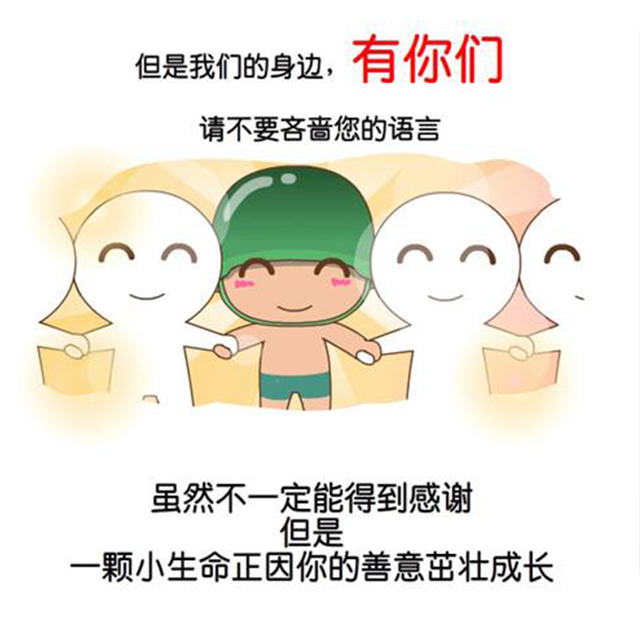 但是我们的身边，有你们
请不要吝啬您的语言
虽然不一定能得到感谢
但是
一颗小生命正因你的善意茁壮成长